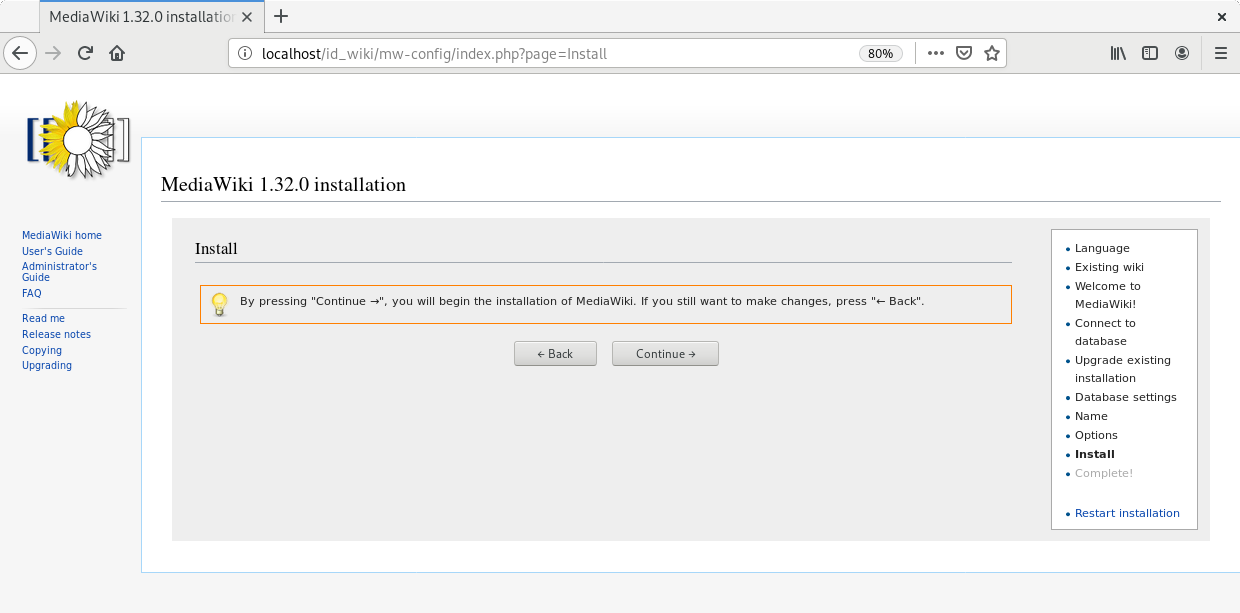 MediaWiki 1.32.0 installatio
localhost/id_wiki/mw-config/index.php?page=Install
80%
MediaWiki home
User's Guide
Administrator's
Guide
FAQ
Read me
Release notes
Copying
Upgrading
MediaWiki 1.32.0 installation
Install
By pressing "Continue →", you will begin the installation of MediaWiki. If you still want to make changes, press "← Back".
← Back
Continue →
Language
Existing wiki
Welcome to
MediaWiki!
Connect to
database
Upgrade existing
installation
Database settings
Name
Options
Install
Complete!
Restart installation